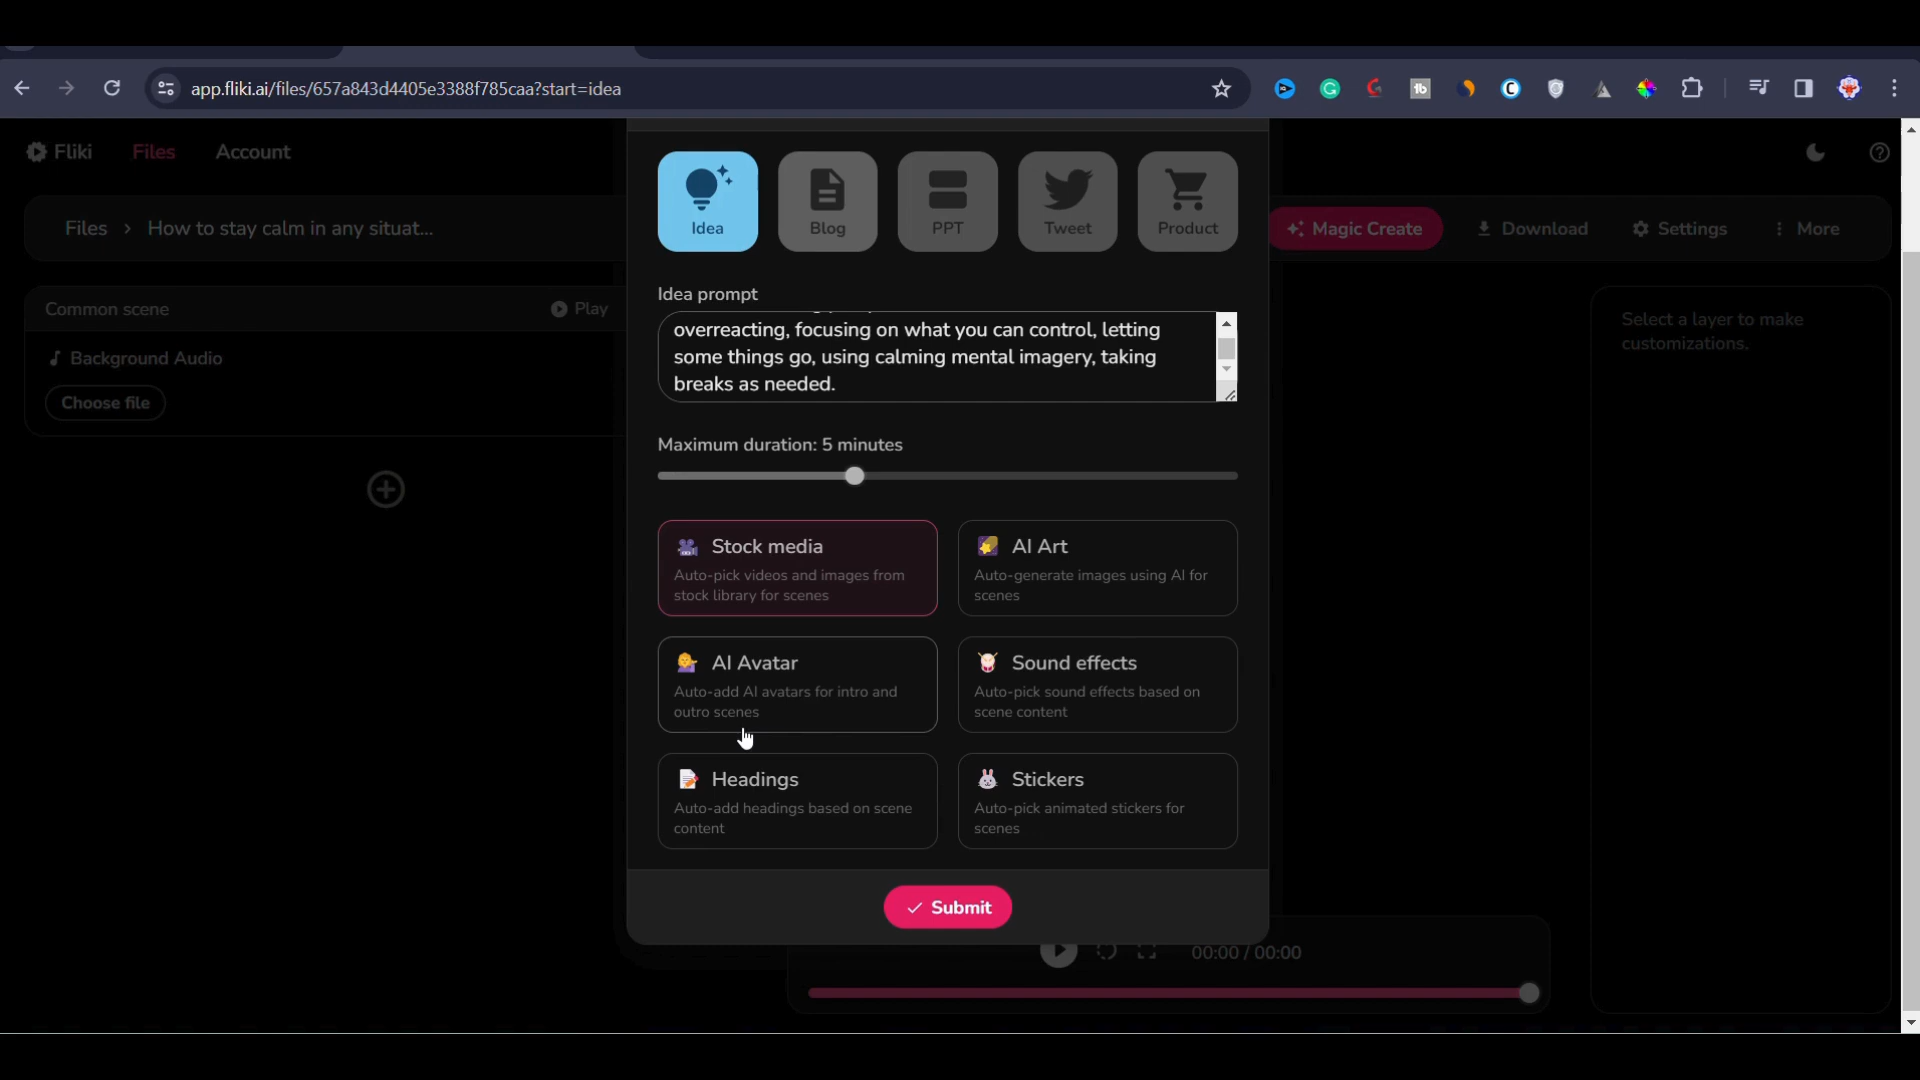 app.fliki.ai/files/657a843d4405e3388f785caa?start=idea
Fliki
Files
Account
Idea
Blog
PPT
Tweet
Product
Files > How to stay calm in any situat...
Magic Create
Download
Settings
More
Common scene
Play
Background Audio
Choose file
Idea prompt
overreacting, focusing on what you can control, letting
some things go, using calming mental imagery, taking
breaks as needed.
Maximum duration: 5 minutes
Stock media
Auto-pick videos and images from
stock library for scenes
AI Art
Auto-generate images using AI for
scenes
AI Avatar
Auto-add AI avatars for intro and
outro scenes
Sound effects
Auto-pick sound effects based on
scene content
Headings
Auto-add headings based on scene
content
Stickers
Auto-pick animated stickers for
scenes
Submit
Select a layer to make
customizations.
00:00 / 00:00